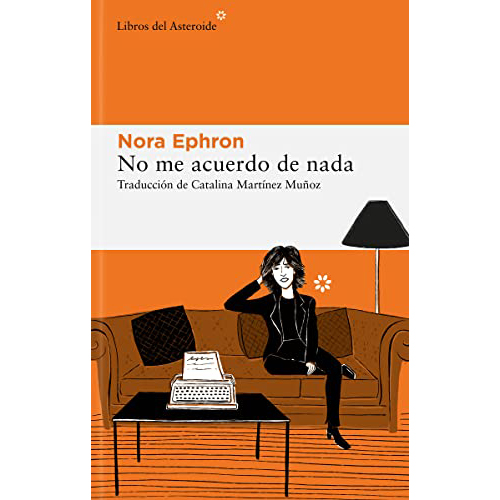 Libros del Asteroide
Nora Ephron
No me acuerdo de nada
Traducción de Catalina Martínez Muñoz